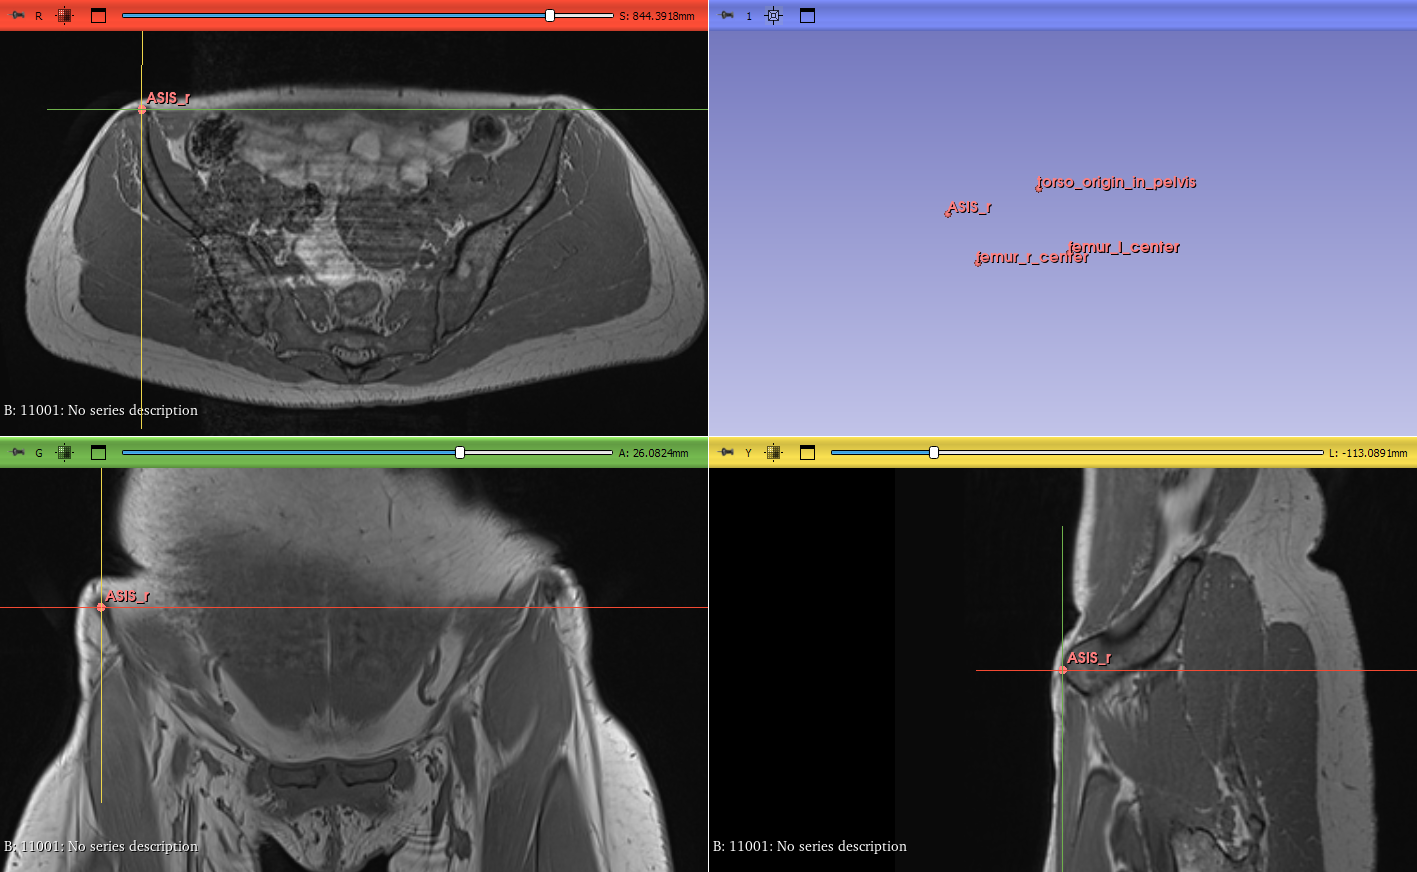 R
S: 844.3918mm
ASIS_r
B: 11001: No series description
1
torso_origin_in_pelvis
ASIS_r
femur_l_center
femur_r_center
G
A: 26.0824mm
ASIS_r
B: 11001: No series description
Y
L: -113.0891mm
ASIS_r
B: 11001: No series description